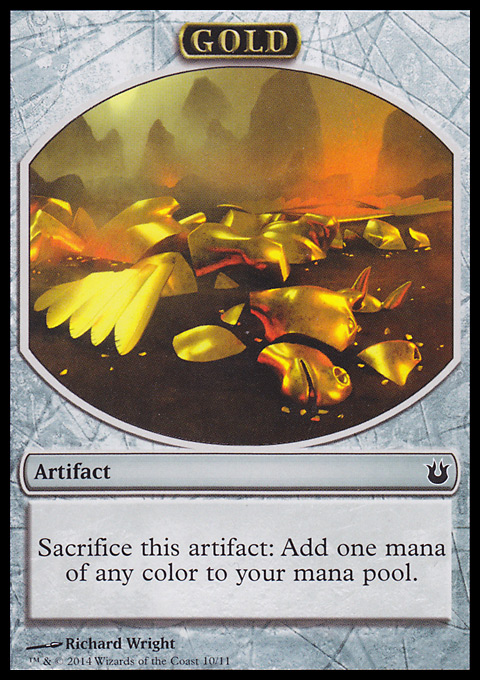 GOLD
Artifact
Sacrifice this artifact: Add one mana
of any color to your mana pool.
Richard Wright
™ & © 2014 Wizards of the Coast 10/11